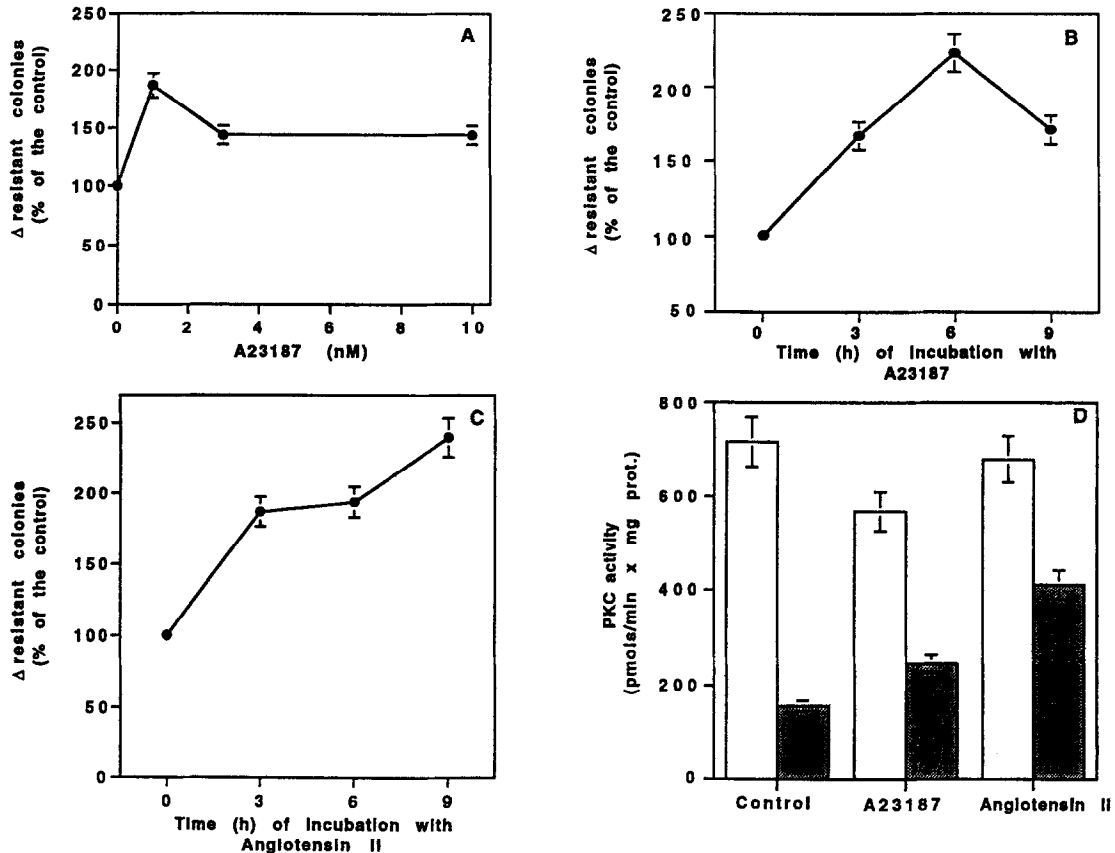 A
Δ resistant colonies
(% of the control)
250
200
150
100
50
0
0 2 4 6 8 10
A23187 (nM)
B
Δ resistant colonies
(% of the control)
250
200
150
100
50
0 3 6 9
Time (h) of Incubation with
A23187
C
Δ resistant colonies
(% of the control)
250
200
150
100
50
0
0 3 6 9
Time (h) of Incubation with
Angiotensin II
D
PKC activity
(pmols/min x mg prot.)
800
600
400
200
0
Control A23187 Angiotensin II